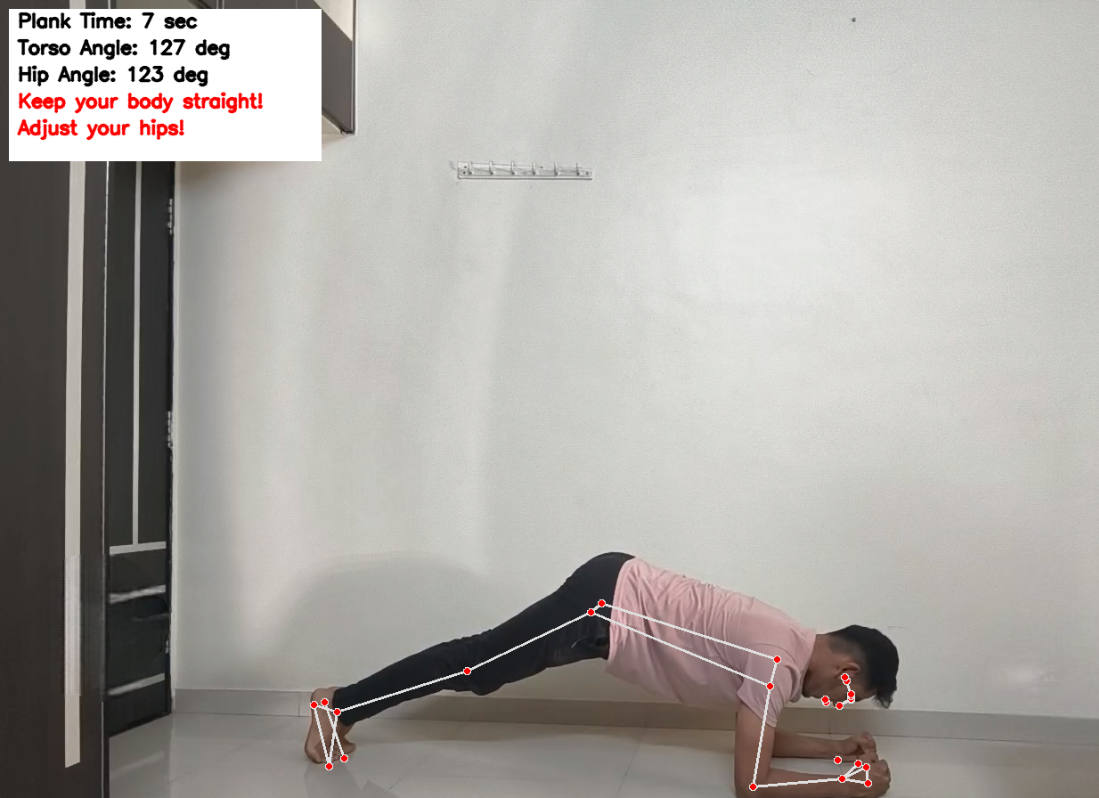 Plank Time: 7 sec
Torso Angle: 127 deg
Hip Angle: 123 deg
Keep your body straight!
Adjust your hips!